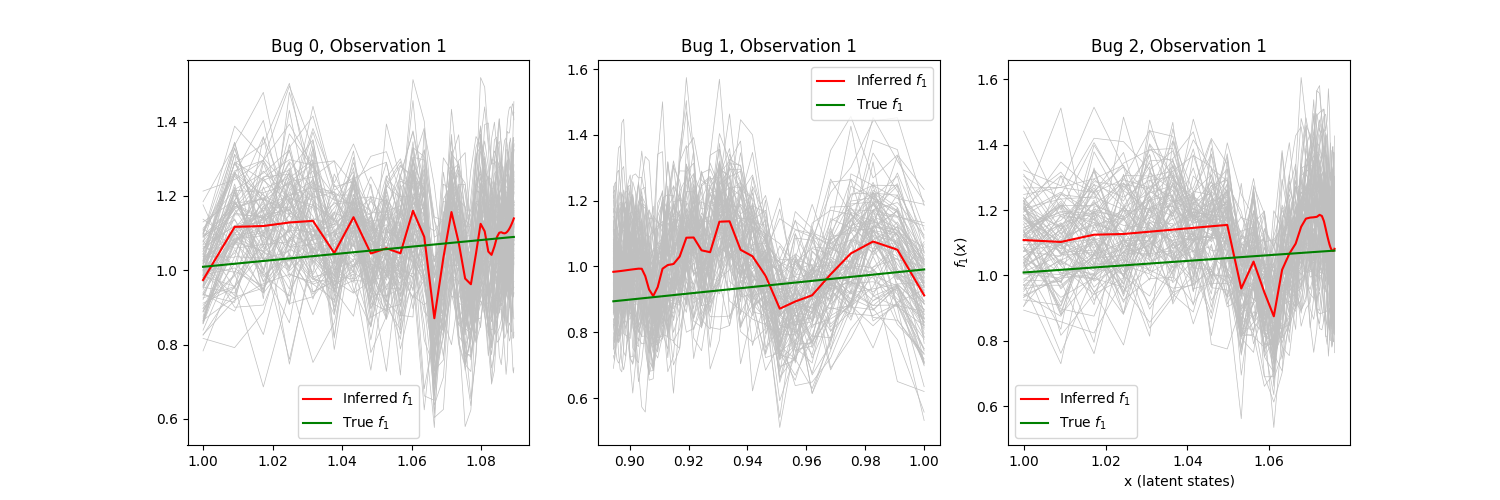 Bug 0, Observation 1
1.4
1.2
1.0
0.8
0.6
1.00
1.02
1.04
1.06
1.08
Inferred f₁
True f₁
Bug 1, Observation 1
1.6
1.4
1.2
1.0
0.8
0.6
0.90
0.92
0.94
0.96
0.98
1.00
Inferred f₁
True f₁
Bug 2, Observation 1
f₁(x)
1.6
1.4
1.2
1.0
0.8
0.6
1.00
1.02
1.04
1.06
x (latent states)
Inferred f₁
True f₁